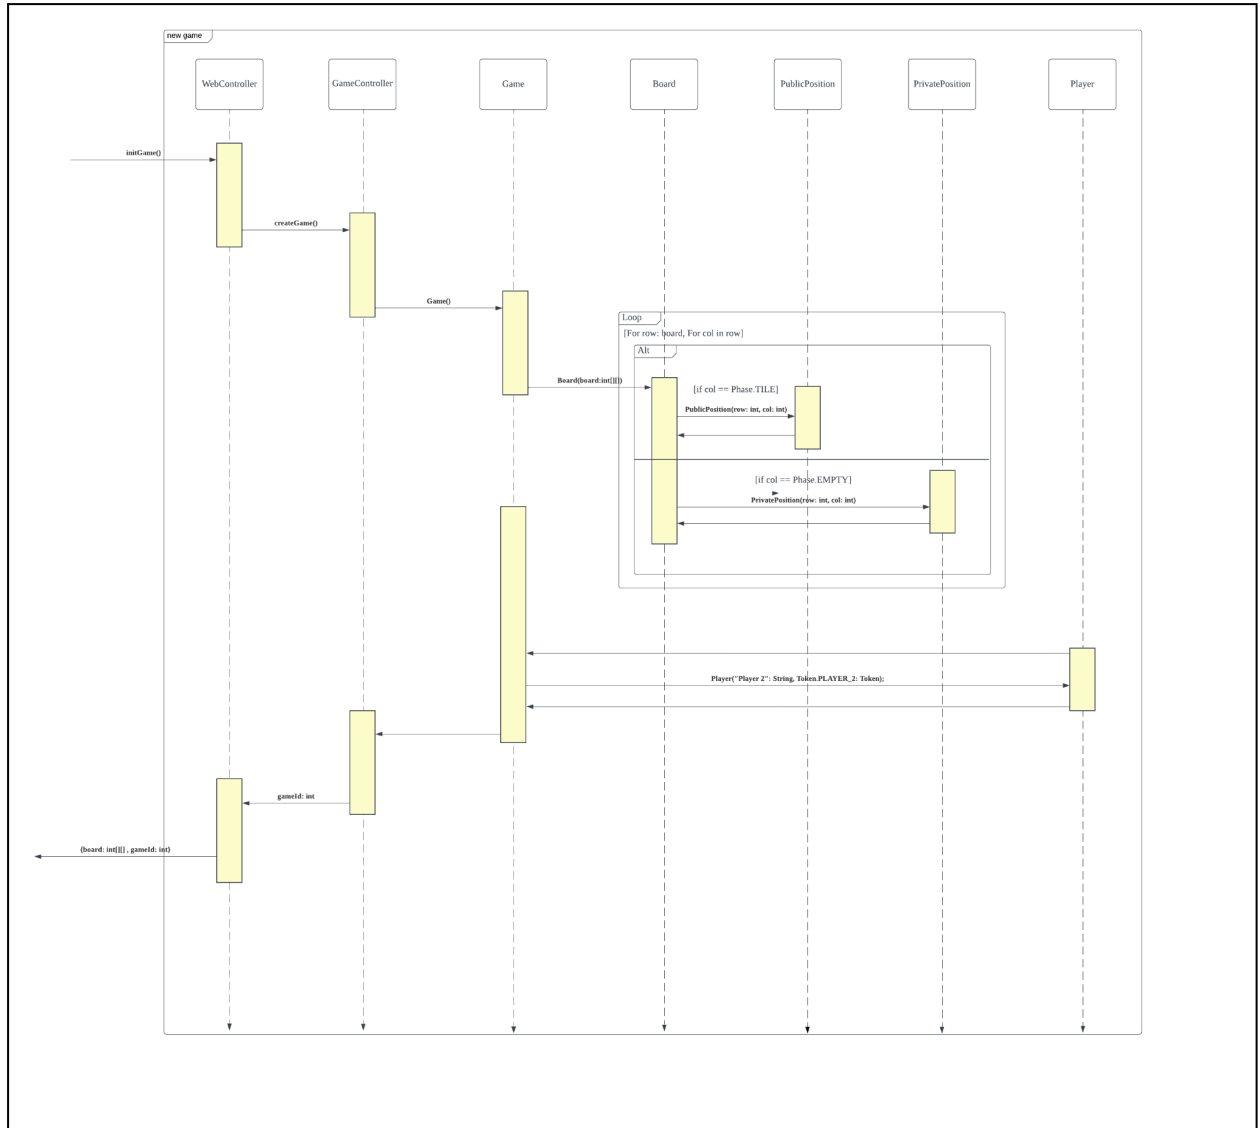 new game
WebController
GameController
Game
Board
PublicPosition
PrivatePosition
Player
initGame()
createGame()
Game()
Loop
[For row: board, For col in row]
Alt
Board(board:int[][])
[if col == Phase.TILE]
PublicPosition(row: int, col: int)
[if col == Phase.EMPTY]
PrivatePosition(row: int, col: int)
Player("Player 2": String, Token.PLAYER_2: Token);
gameId: int
{board: int[][] , gameId: int}